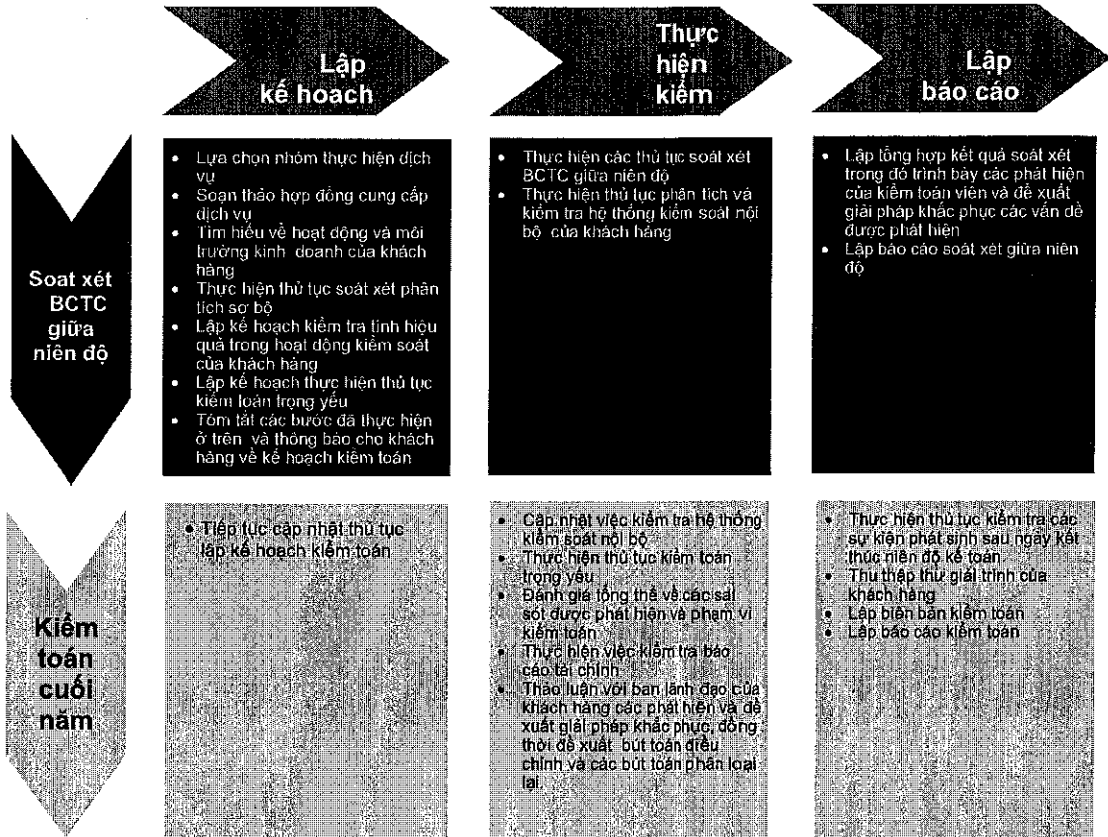 Lập
kế hoạch
Thực
hiện
kiểm
Lập
báo cáo
Soat xét
BCTC
giữa
niên độ
• Lựa chọn nhóm thực hiện dịch
vụ
• Soạn thảo hợp đồng cung cấp
dịch vụ
• Tìm hiểu về hoạt động và môi
trường kinh doanh của khách
hàng
• Thực hiện thủ tục soát xét phân
tích sơ bộ
• Lập kế hoạch kiểm tra tính hiệu
quả trong hoạt động kiểm soát
của khách hàng
• Lập kế hoạch thực hiện thủ tục
kiểm toán trọng yếu
• Tóm tắt các bước đã thực hiện
ở trên và thông báo cho khách
hàng về kế hoạch kiểm toán
• Thực hiện các thủ tục soát xét
BCTC giữa niên độ
• Thực hiện thủ tục phân tích và
kiểm tra hệ thống kiểm soát nội
bộ của khách hàng
• Lập tổng hợp kết quả soát xét
trong đó trình bày các phát hiện
của kiểm toán viên và đề xuất
giải pháp khắc phục các vấn đề
được phát hiện
• Lập báo cáo soát xét giữa niên
độ
Kiểm
toán
cuối
năm
• Tiếp tục cập nhật thủ tục
lập kế hoạch kiểm toán
• Cập nhật việc kiểm tra hệ thống
kiểm soát nội bộ
• Thực hiện thủ tục kiểm toán
trọng yếu
• Đánh giá tổng thể về các sai
sót được phát hiện và phạm vi
kiểm toán
• Thực hiện việc kiểm tra báo
cáo tài chính
• Thảo luận với ban lãnh đạo của
khách hàng các phát hiện và đề
xuất giải pháp khắc phục, đồng
thời đề xuất bút toán điều
chỉnh và các bút toán phân loại
lại.
• Thực hiện thủ tục kiểm tra các
sự kiện phát sinh sau ngày kết
thúc niên độ kế toán
• Thu thập thư giải trình của
khách hàng
• Lập biên bản kiểm toán
• Lập báo cáo kiểm toán